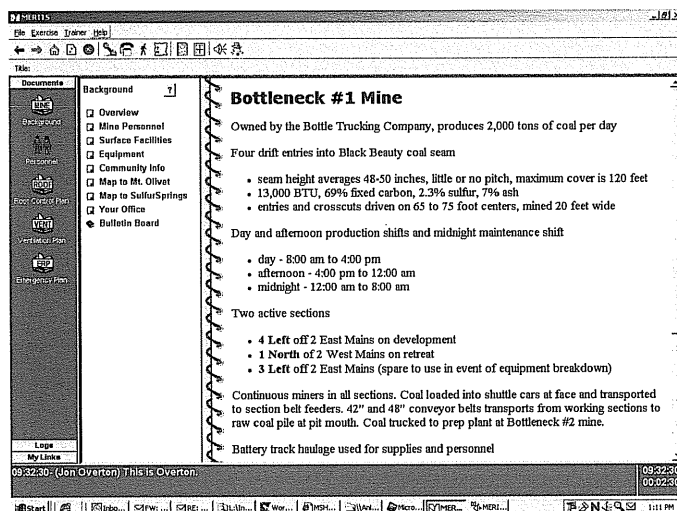 MERITS
File Exercise Trainer Help
Title:
Documents
MINE
Background
Personnel
ROOF
Roof Control Plan
VENT
Ventilation Plan
ERP
Emergency Plan
Logs
My Links
Background ?
Overview
Mine Personnel
Surface Facilities
Equipment
Community Info
Map to Mt. Olivet
Map to SulfurSprings
Your Office
Bulletin Board
Bottleneck #1 Mine
Owned by the Bottle Trucking Company, produces 2,000 tons of coal per day
Four drift entries into Black Beauty coal seam
• seam height averages 48-50 inches, little or no pitch, maximum cover is 120 feet
• 13,000 BTU, 69% fixed carbon, 2.3% sulfur, 7% ash
• entries and crosscuts driven on 65 to 75 foot centers, mined 20 feet wide
Day and afternoon production shifts and midnight maintenance shift
• day - 8:00 am to 4:00 pm
• afternoon - 4:00 pm to 12:00 am
• midnight - 12:00 am to 8:00 am
Two active sections
• 4 Left off 2 East Mains on development
• 1 North of 2 West Mains on retreat
• 3 Left off 2 East Mains (spare to use in event of equipment breakdown)
Continuous miners in all sections. Coal loaded into shuttle cars at face and transported
to section belt feeders. 42" and 48" conveyor belts transports from working sections to
raw coal pile at pit mouth. Coal trucked to prep plant at Bottleneck #2 mine.
Battery track haulage used for supplies and personnel
09:32:30- (Jon Overton) This is Overton.
09:32:30
00:02:30
Start Inbo... FW: ... RE: ... Wor... MSH... Micro... MER... MERI... 1:11 PM